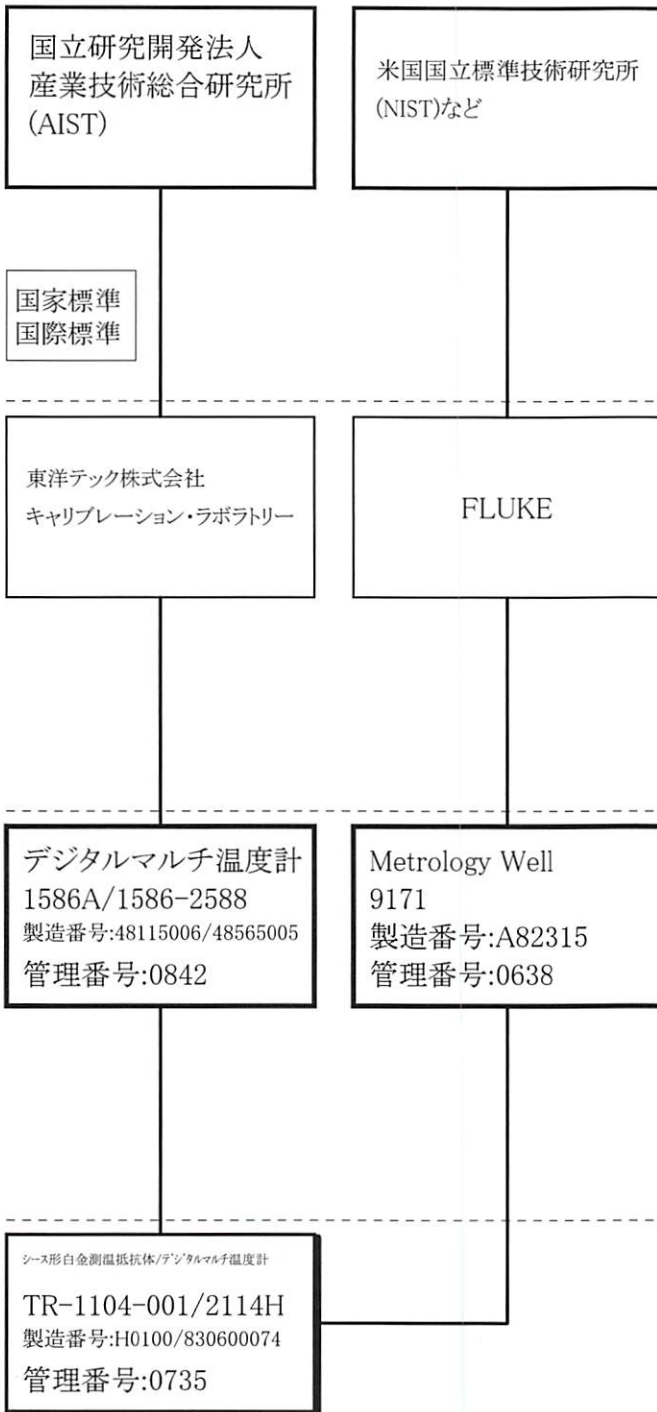 国立研究開発法人
産業技術総合研究所
(AIST)
米国国立標準技術研究所
(NIST)など
国家標準
国際標準
東洋テック株式会社
キャリブレーション・ラボラトリー
FLUKE
デジタルマルチ温度計
1586A/1586-2588
製造番号:48115006/48565005
管理番号:0842
Metrology Well
9171
製造番号:A82315
管理番号:0638
シース形白金測温抵抗体/デジタルマルチ温度計
TR-1104-001/2114H
製造番号:H0100/830600074
管理番号:0735